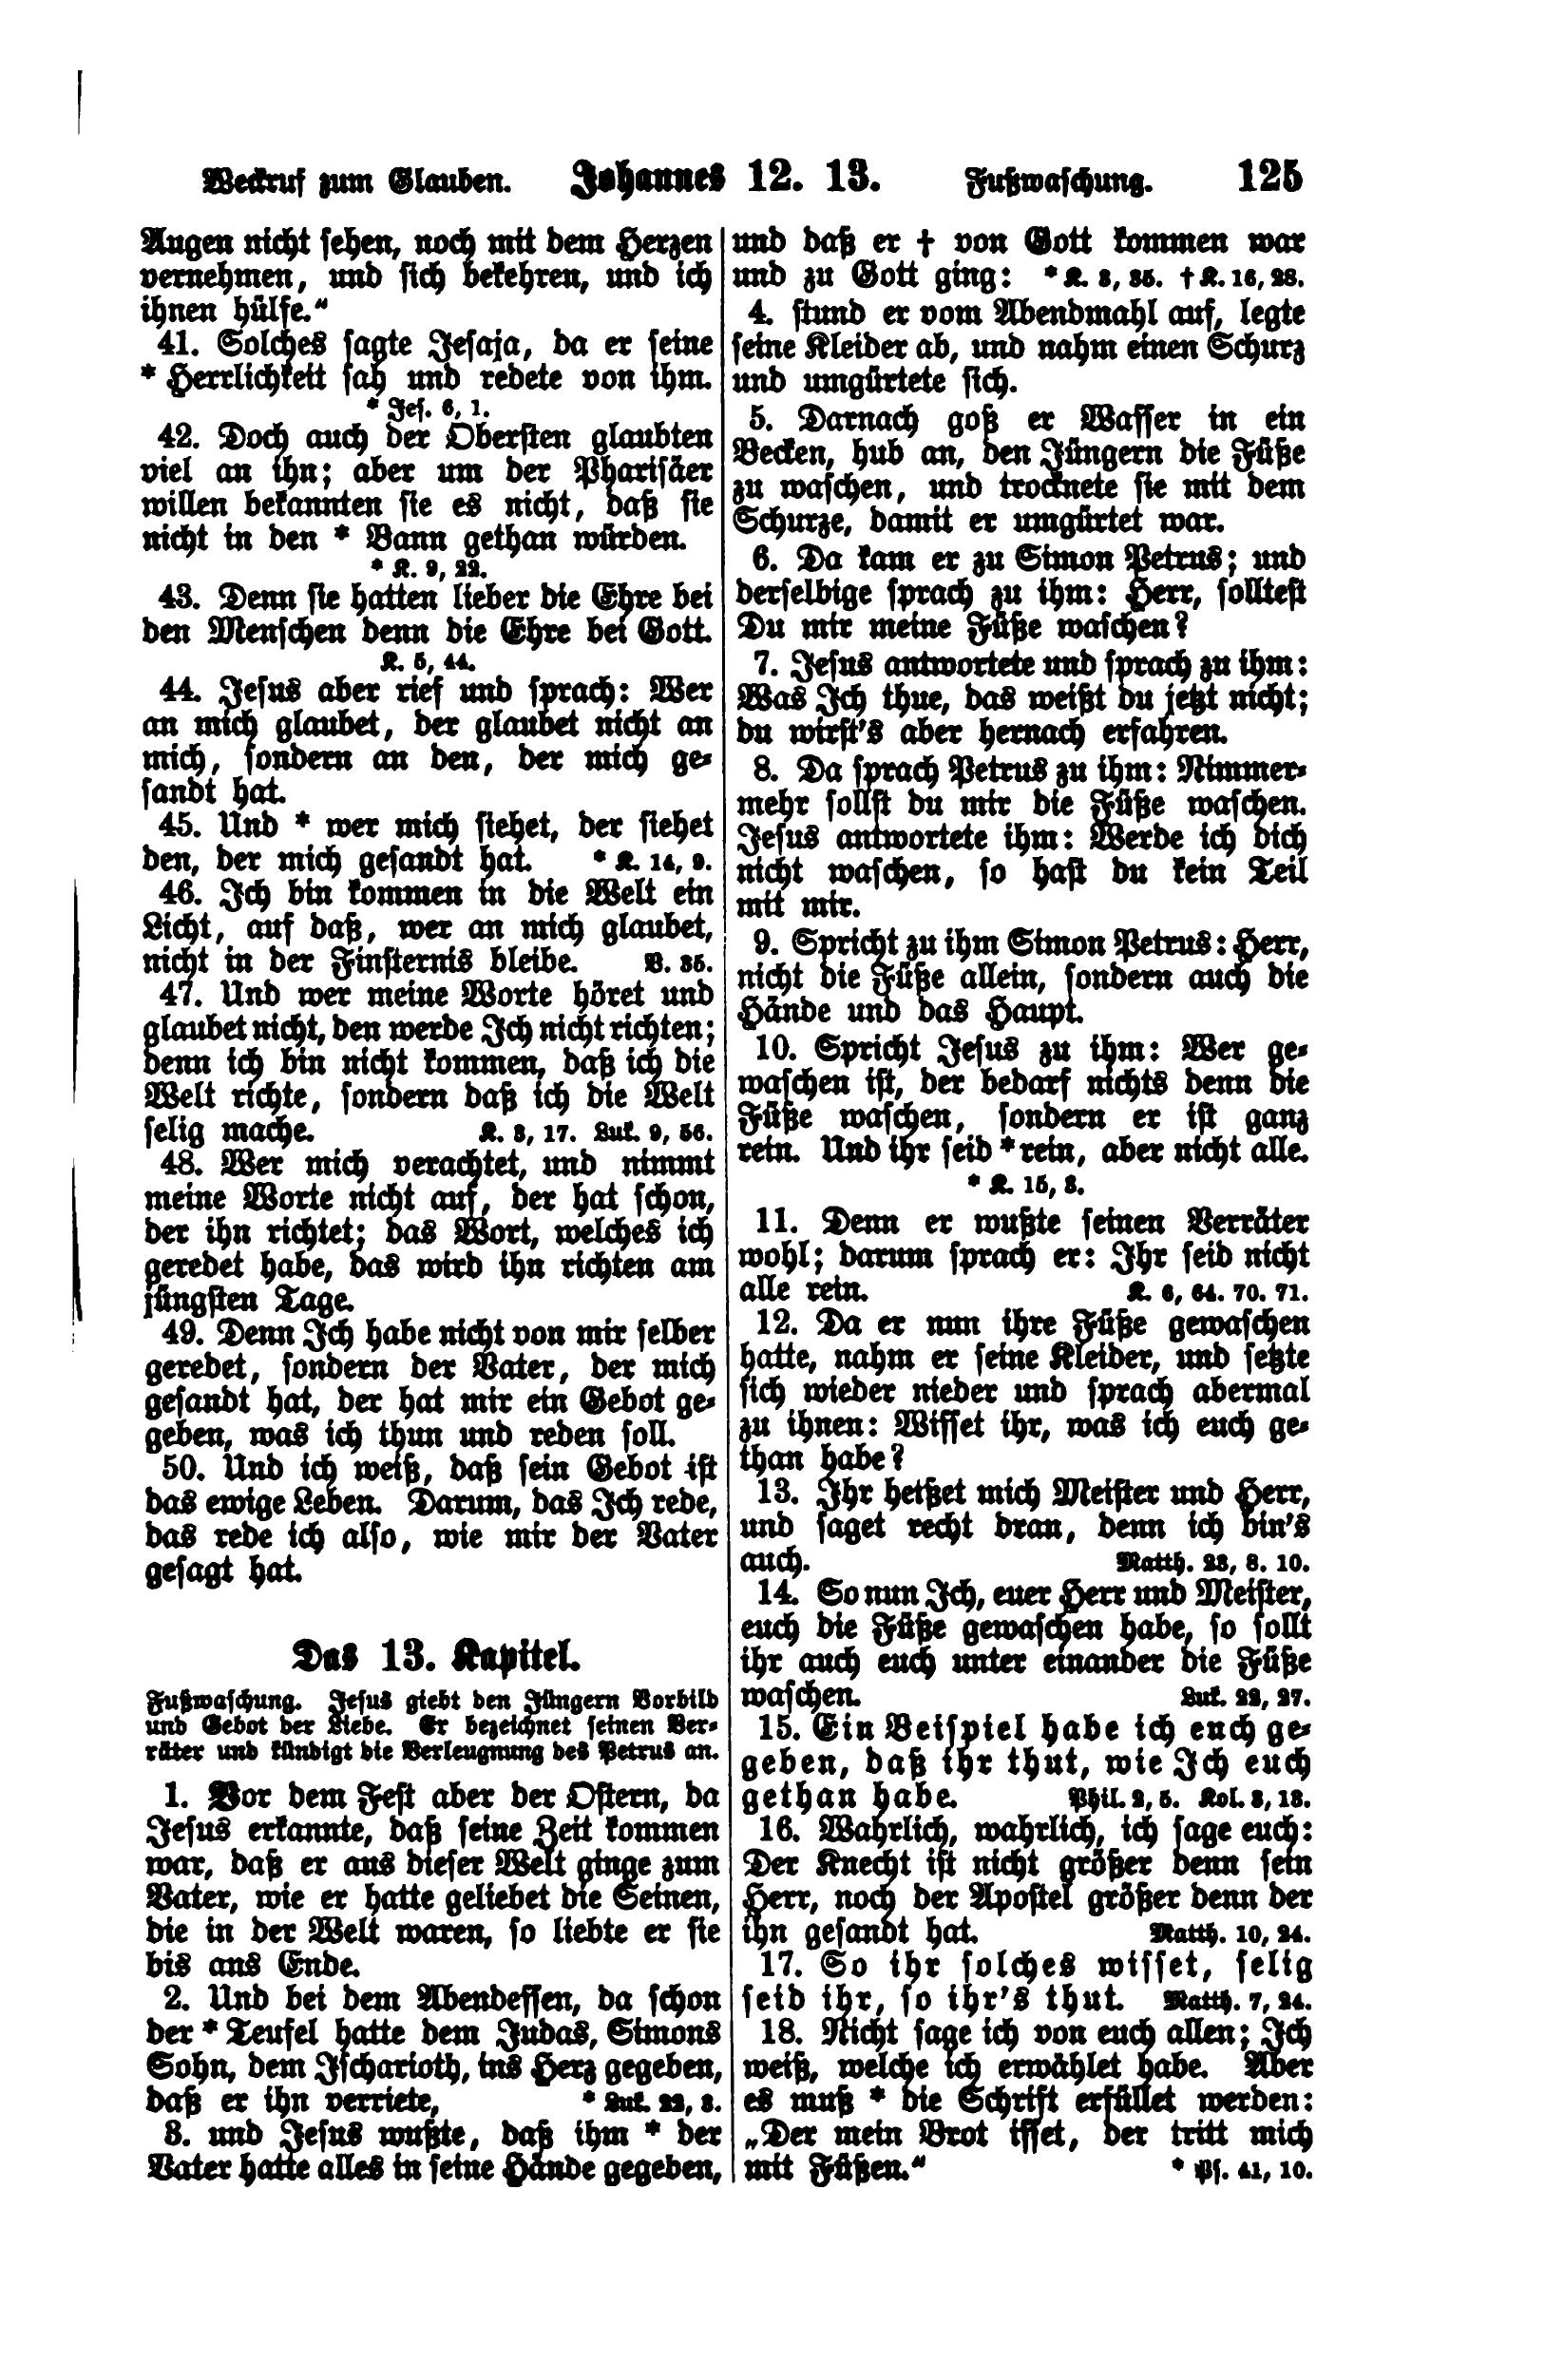 Weckruf zum Glauben. Johannes 12. 13. Fußwaschung. 125
Augen nicht sehen, noch mit dem Herzen
vernehmen, und sich bekehren, und ich
ihnen hülfe.“
41. Solches sagte Jesaja, da er seine
* Herrlichkeit sah und redete von ihm.
* Jes. 6, 1.
42. Doch auch der Obersten glaubten
viel an ihn; aber um der Pharisäer
willen bekannten sie es nicht, daß sie
nicht in den * Bann gethan würden.
* K. 9, 22.
43. Denn sie hatten lieber die Ehre bei
den Menschen denn die Ehre bei Gott.
K. 5, 44.
44. Jesus aber rief und sprach: Wer
an mich glaubet, der glaubet nicht an
mich, sondern an den, der mich ge-
sandt hat.
45. Und * wer mich siehet, der siehet
den, der mich gesandt hat. * K. 14, 9.
46. Ich bin kommen in die Welt ein
Licht, auf daß, wer an mich glaubet,
nicht in der Finsternis bleibe. V. 35.
47. Und wer meine Worte höret und
glaubet nicht, den werde Ich nicht richten;
denn ich bin nicht kommen, daß ich die
Welt richte, sondern daß ich die Welt
selig mache. K. 3, 17. Luk. 9, 56.
48. Wer mich verachtet, und nimmt
meine Worte nicht auf, der hat schon,
der ihn richtet; das Wort, welches ich
geredet habe, das wird ihn richten am
jüngsten Tage.
49. Denn Ich habe nicht von mir selber
geredet, sondern der Vater, der mich
gesandt hat, der hat mir ein Gebot ge-
geben, was ich thun und reden soll.
50. Und ich weiß, daß sein Gebot ist
das ewige Leben. Darum, das Ich rede,
das rede ich also, wie mir der Vater
gesagt hat.
Das 13. Kapitel.
Fußwaschung. Jesus giebt den Jüngern Vorbild
und Gebot der Liebe. Er bezeichnet seinen Ver-
räter und kündigt die Verleugnung des Petrus an.
1. Vor dem Fest aber der Ostern, da
Jesus erkannte, daß seine Zeit kommen
war, daß er aus dieser Welt ginge zum
Vater, wie er hatte geliebet die Seinen,
die in der Welt waren, so liebte er sie
bis ans Ende.
2. Und bei dem Abendessen, da schon
der * Teufel hatte dem Judas, Simons
Sohn, dem Ischarioth, ins Herz gegeben,
daß er ihn verriete, * Luk. 22, 3.
3. und Jesus wußte, daß ihm * der
Vater hatte alles in seine Hände gegeben,
und daß er † von Gott kommen war
und zu Gott ging: * K. 3, 35. † K. 16, 28.
4. stund er vom Abendmahl auf, legte
seine Kleider ab, und nahm einen Schurz
und umgürtete sich.
5. Darnach goß er Wasser in ein
Becken, hub an, den Jüngern die Füße
zu waschen, und trocknete sie mit dem
Schurze, damit er umgürtet war.
6. Da kam er zu Simon Petrus; und
derselbige sprach zu ihm: Herr, solltest
Du mir meine Füße waschen?
7. Jesus antwortete und sprach zu ihm:
Was Ich thue, das weißt du jetzt nicht;
du wirst's aber hernach erfahren.
8. Da sprach Petrus zu ihm: Nimmer-
mehr sollst du mir die Füße waschen.
Jesus antwortete ihm: Werde ich dich
nicht waschen, so hast du kein Teil
mit mir.
9. Spricht zu ihm Simon Petrus: Herr,
nicht die Füße allein, sondern auch die
Hände und das Haupt.
10. Spricht Jesus zu ihm: Wer ge-
waschen ist, der bedarf nichts denn die
Füße waschen, sondern er ist ganz
rein. Und ihr seid * rein, aber nicht alle.
* K. 15, 3.
11. Denn er wußte seinen Verräter
wohl; darum sprach er: Ihr seid nicht
alle rein. K. 6, 64. 70. 71.
12. Da er nun ihre Füße gewaschen
hatte, nahm er seine Kleider, und setzte
sich wieder nieder und sprach abermal
zu ihnen: Wisset ihr, was ich euch ge-
than habe?
13. Ihr heißet mich Meister und Herr,
und saget recht dran, denn ich bin's
auch. Matth. 23, 8. 10.
14. So nun Ich, euer Herr und Meister,
euch die Füße gewaschen habe, so sollt
ihr auch euch unter einander die Füße
waschen. Luk. 22, 27.
15. Ein Beispiel habe ich euch ge-
geben, daß ihr thut, wie Ich euch
gethan habe. Phil. 2, 5. Kol. 3, 13.
16. Wahrlich, wahrlich, ich sage euch:
Der Knecht ist nicht größer denn sein
Herr, noch der Apostel größer denn der
ihn gesandt hat. Matth. 10, 24.
17. So ihr solches wisset, selig
seid ihr, so ihr's thut. Matth. 7, 24.
18. Nicht sage ich von euch allen; Ich
weiß, welche ich erwählet habe. Aber
es muß * die Schrift erfüllet werden:
„Der mein Brot isset, der tritt mich
mit Füßen.“ * Ps. 41, 10.